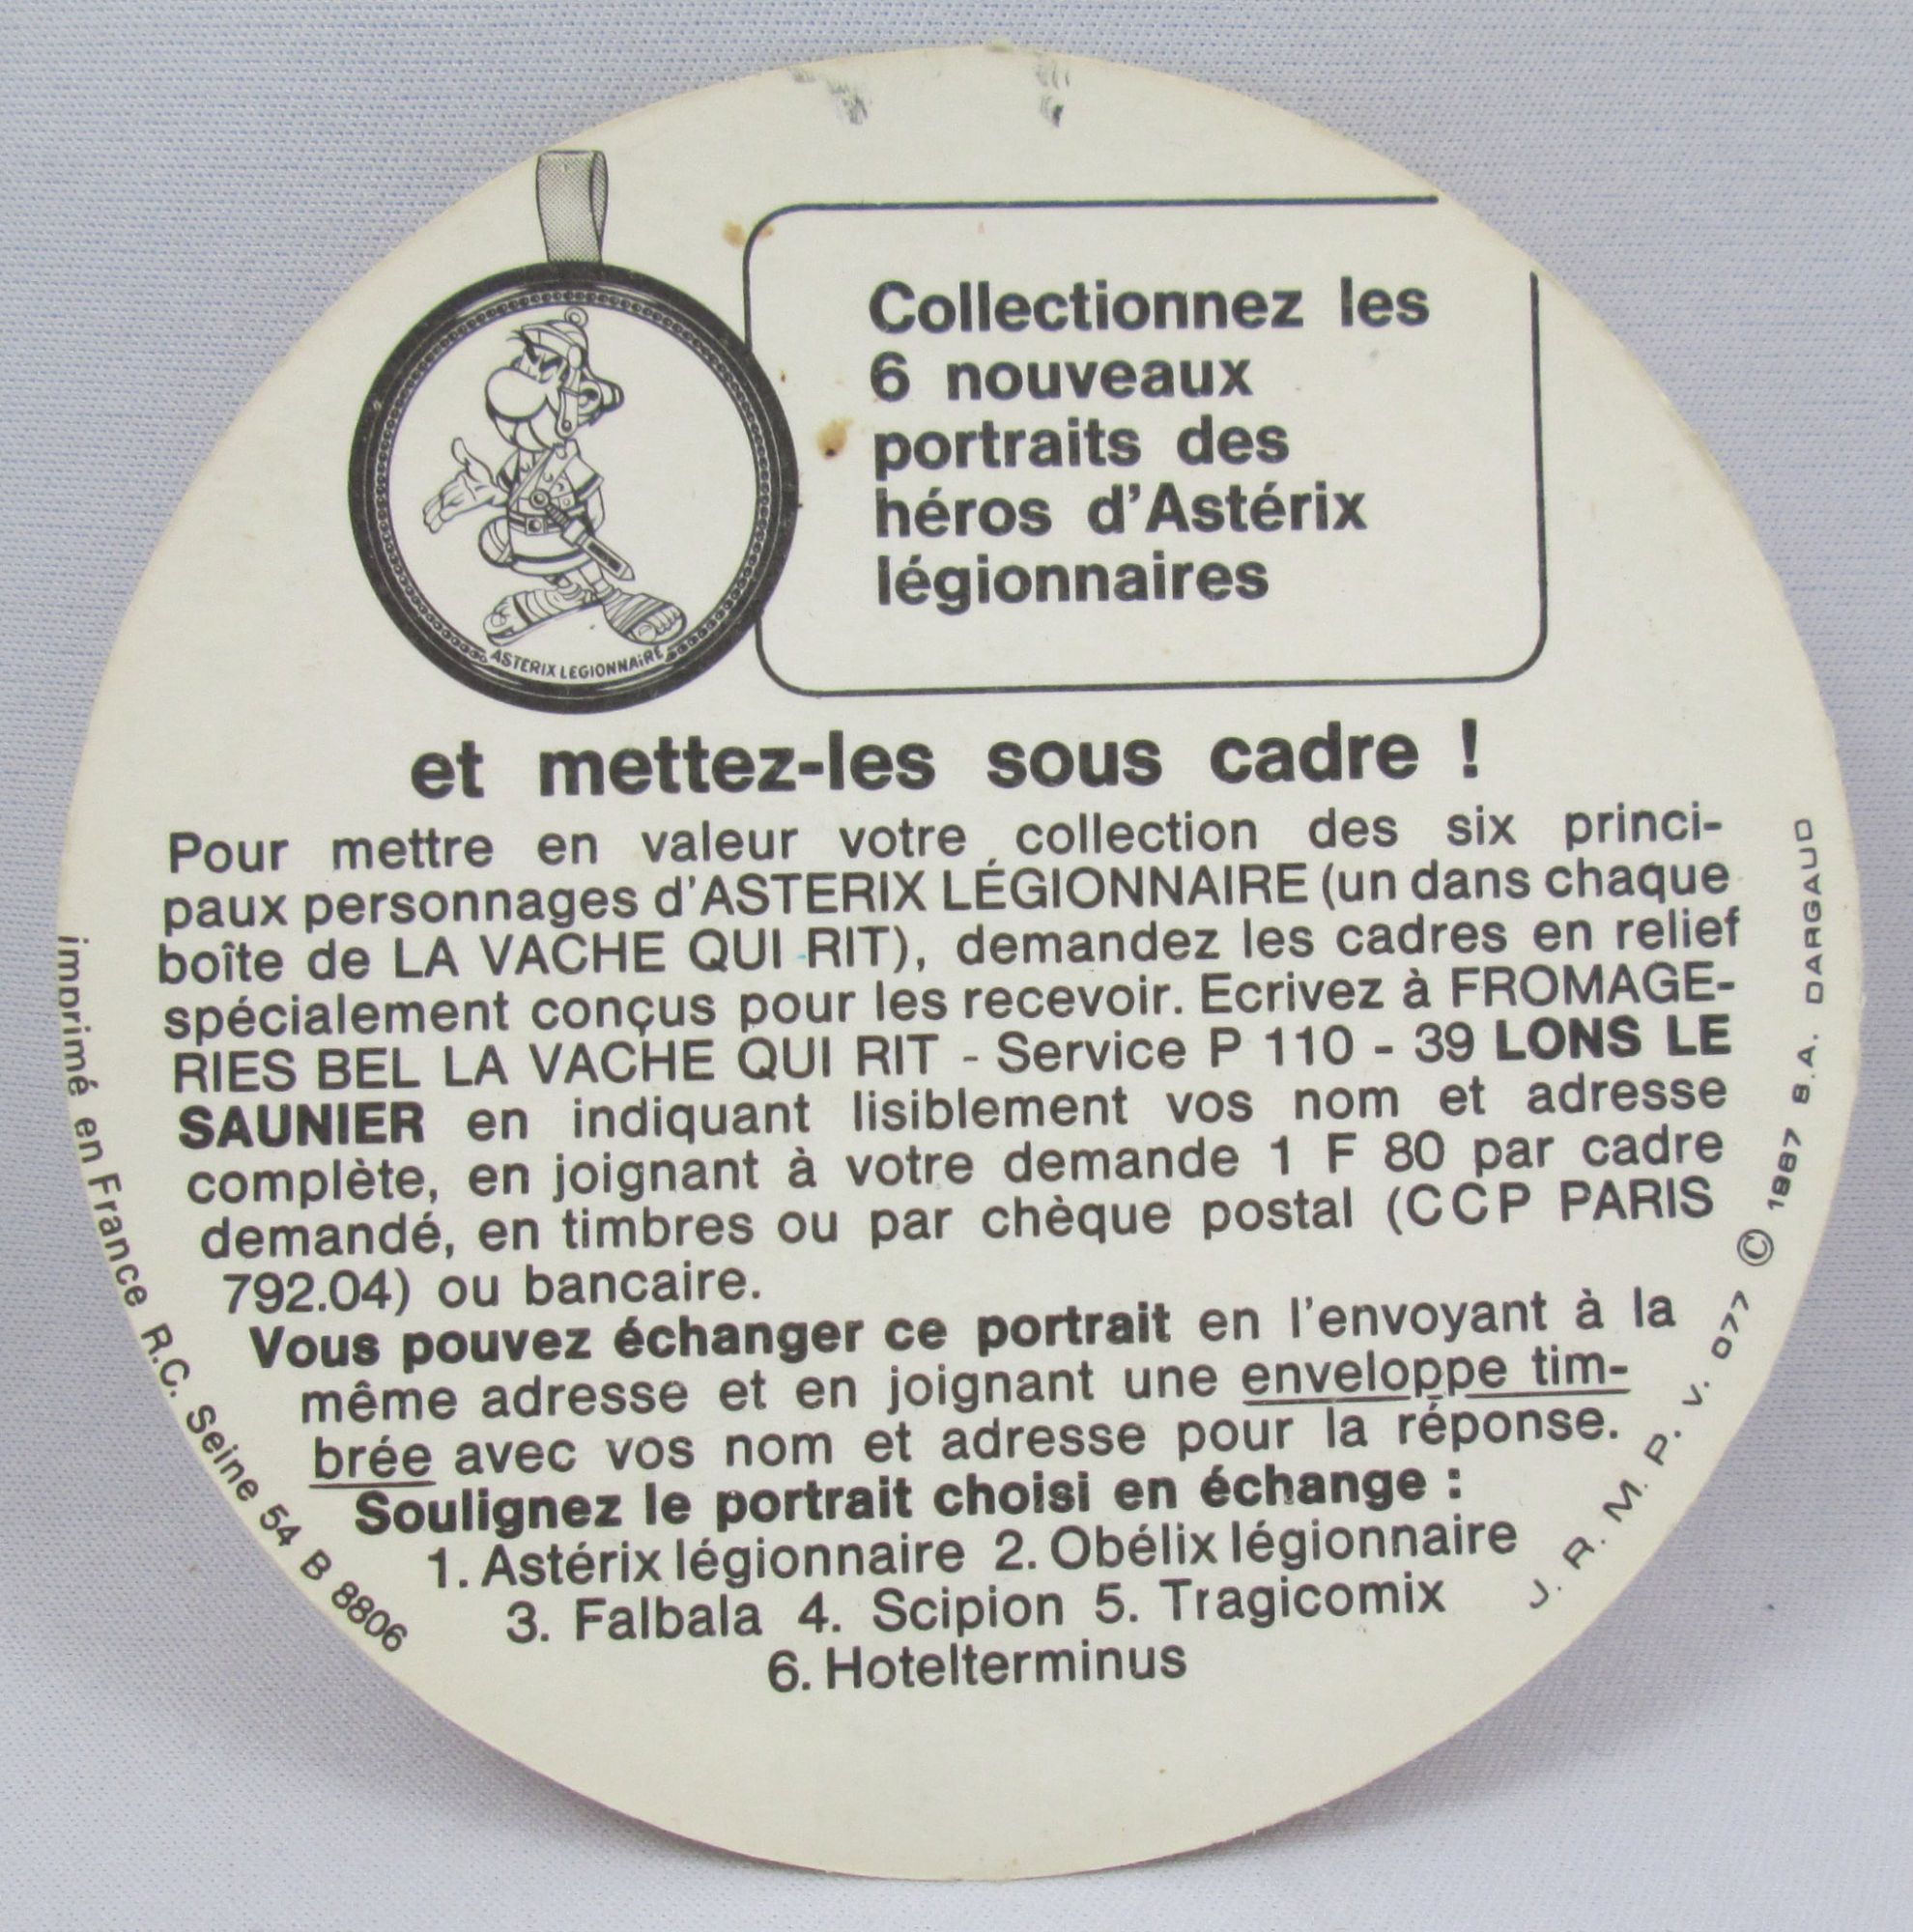 Collectionnez les
6 nouveaux
portraits des
héros d'Astérix
légionnaires
ASTERIX LEGIONNAiRE
et mettez-les sous cadre !
Pour mettre en valeur votre collection des six princi-
paux personnages d'ASTERIX LÉGIONNAIRE (un dans chaque
boîte de LA VACHE QUI RIT), demandez les cadres en relief
spécialement conçus pour les recevoir. Ecrivez à FROMAGE-
RIES BEL LA VACHE QUI RIT - Service P 110 - 39 LONS LE
SAUNIER en indiquant lisiblement vos nom et adresse
complète, en joignant à votre demande 1 F 80 par cadre
demandé, en timbres ou par chèque postal (CCP PARIS
792.04) ou bancaire.
Vous pouvez échanger ce portrait en l'envoyant à la
même adresse et en joignant une enveloppe tim-
brée avec vos nom et adresse pour la réponse.
Soulignez le portrait choisi en échange :
1. Astérix légionnaire 2. Obélix légionnaire
3. Falbala 4. Scipion 5. Tragicomix
6. Hotelterminus
imprimé en France R.C. Seine 54 B 8806
J. R. M. P. V. 077 © 1967 S.A. DARGAUD